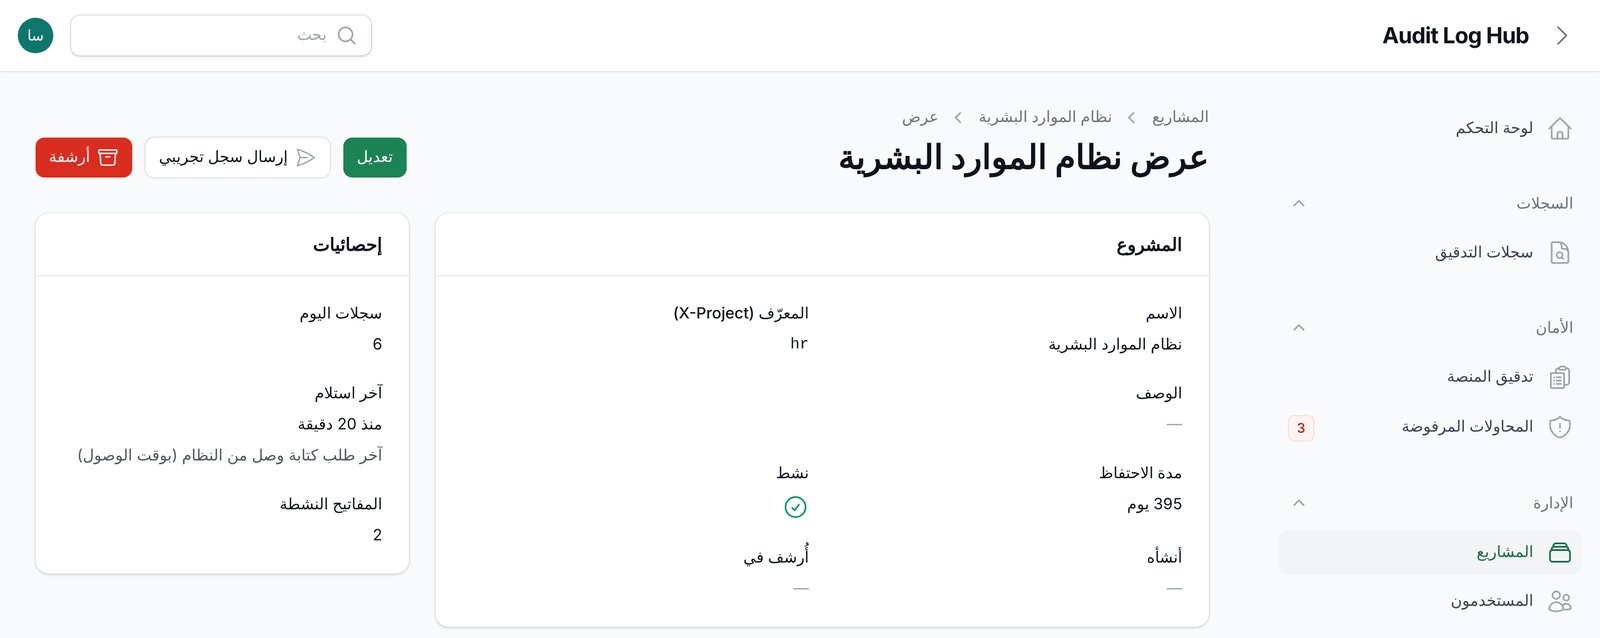 Audit Log Hub
بحث
سا
لوحة التحكم
السجلات
سجلات التدقيق
الأمان
تدقيق المنصة
المحاولات المرفوضة
3
الإدارة
المشاريع
المستخدمون
المشاريع
نظام الموارد البشرية
عرض
عرض نظام الموارد البشرية
تعديل
إرسال سجل تجريبي
أرشفة
المشروع
الاسم
نظام الموارد البشرية
المعرّف (X-Project)
hr
الوصف
—
مدة الاحتفاظ
395 يوم
نشط
أنشأه
—
أُرشف في
—
إحصائيات
سجلات اليوم
6
آخر استلام
منذ 20 دقيقة
آخر طلب كتابة وصل من النظام (بوقت الوصول)
المفاتيح النشطة
2